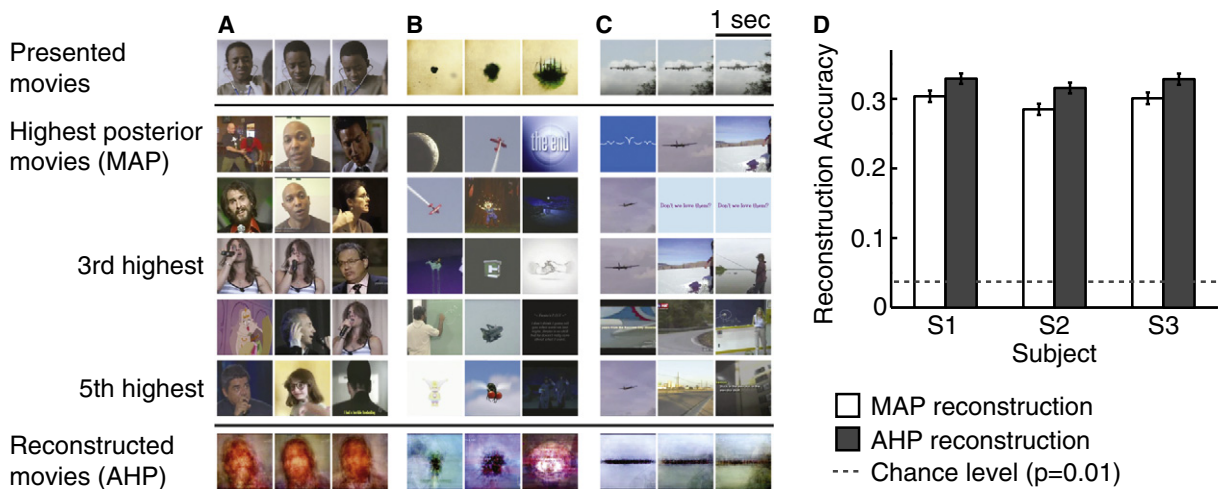 A
B
C
1 sec
D
Presented
movies
Highest posterior
movies (MAP)
the end
Don't we love them?
Don't we love them?
3rd highest
5th highest
Reconstructed
movies (AHP)
Reconstruction Accuracy
0.3
0.2
0.1
0
S1
S2
S3
Subject
MAP reconstruction
AHP reconstruction
Chance level (p=0.01)